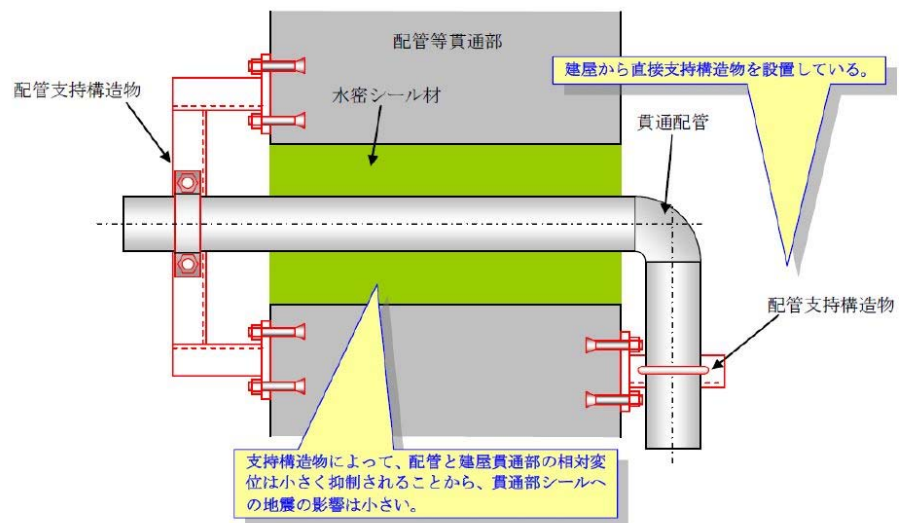 配管等貫通部
建屋から直接支持構造物を設置している。
配管支持構造物
水密シール材
貫通配管
配管支持構造物
支持構造物によって、配管と建屋貫通部の相対変
位は小さく抑制されることから、貫通部シールへ
の地震の影響は小さい。